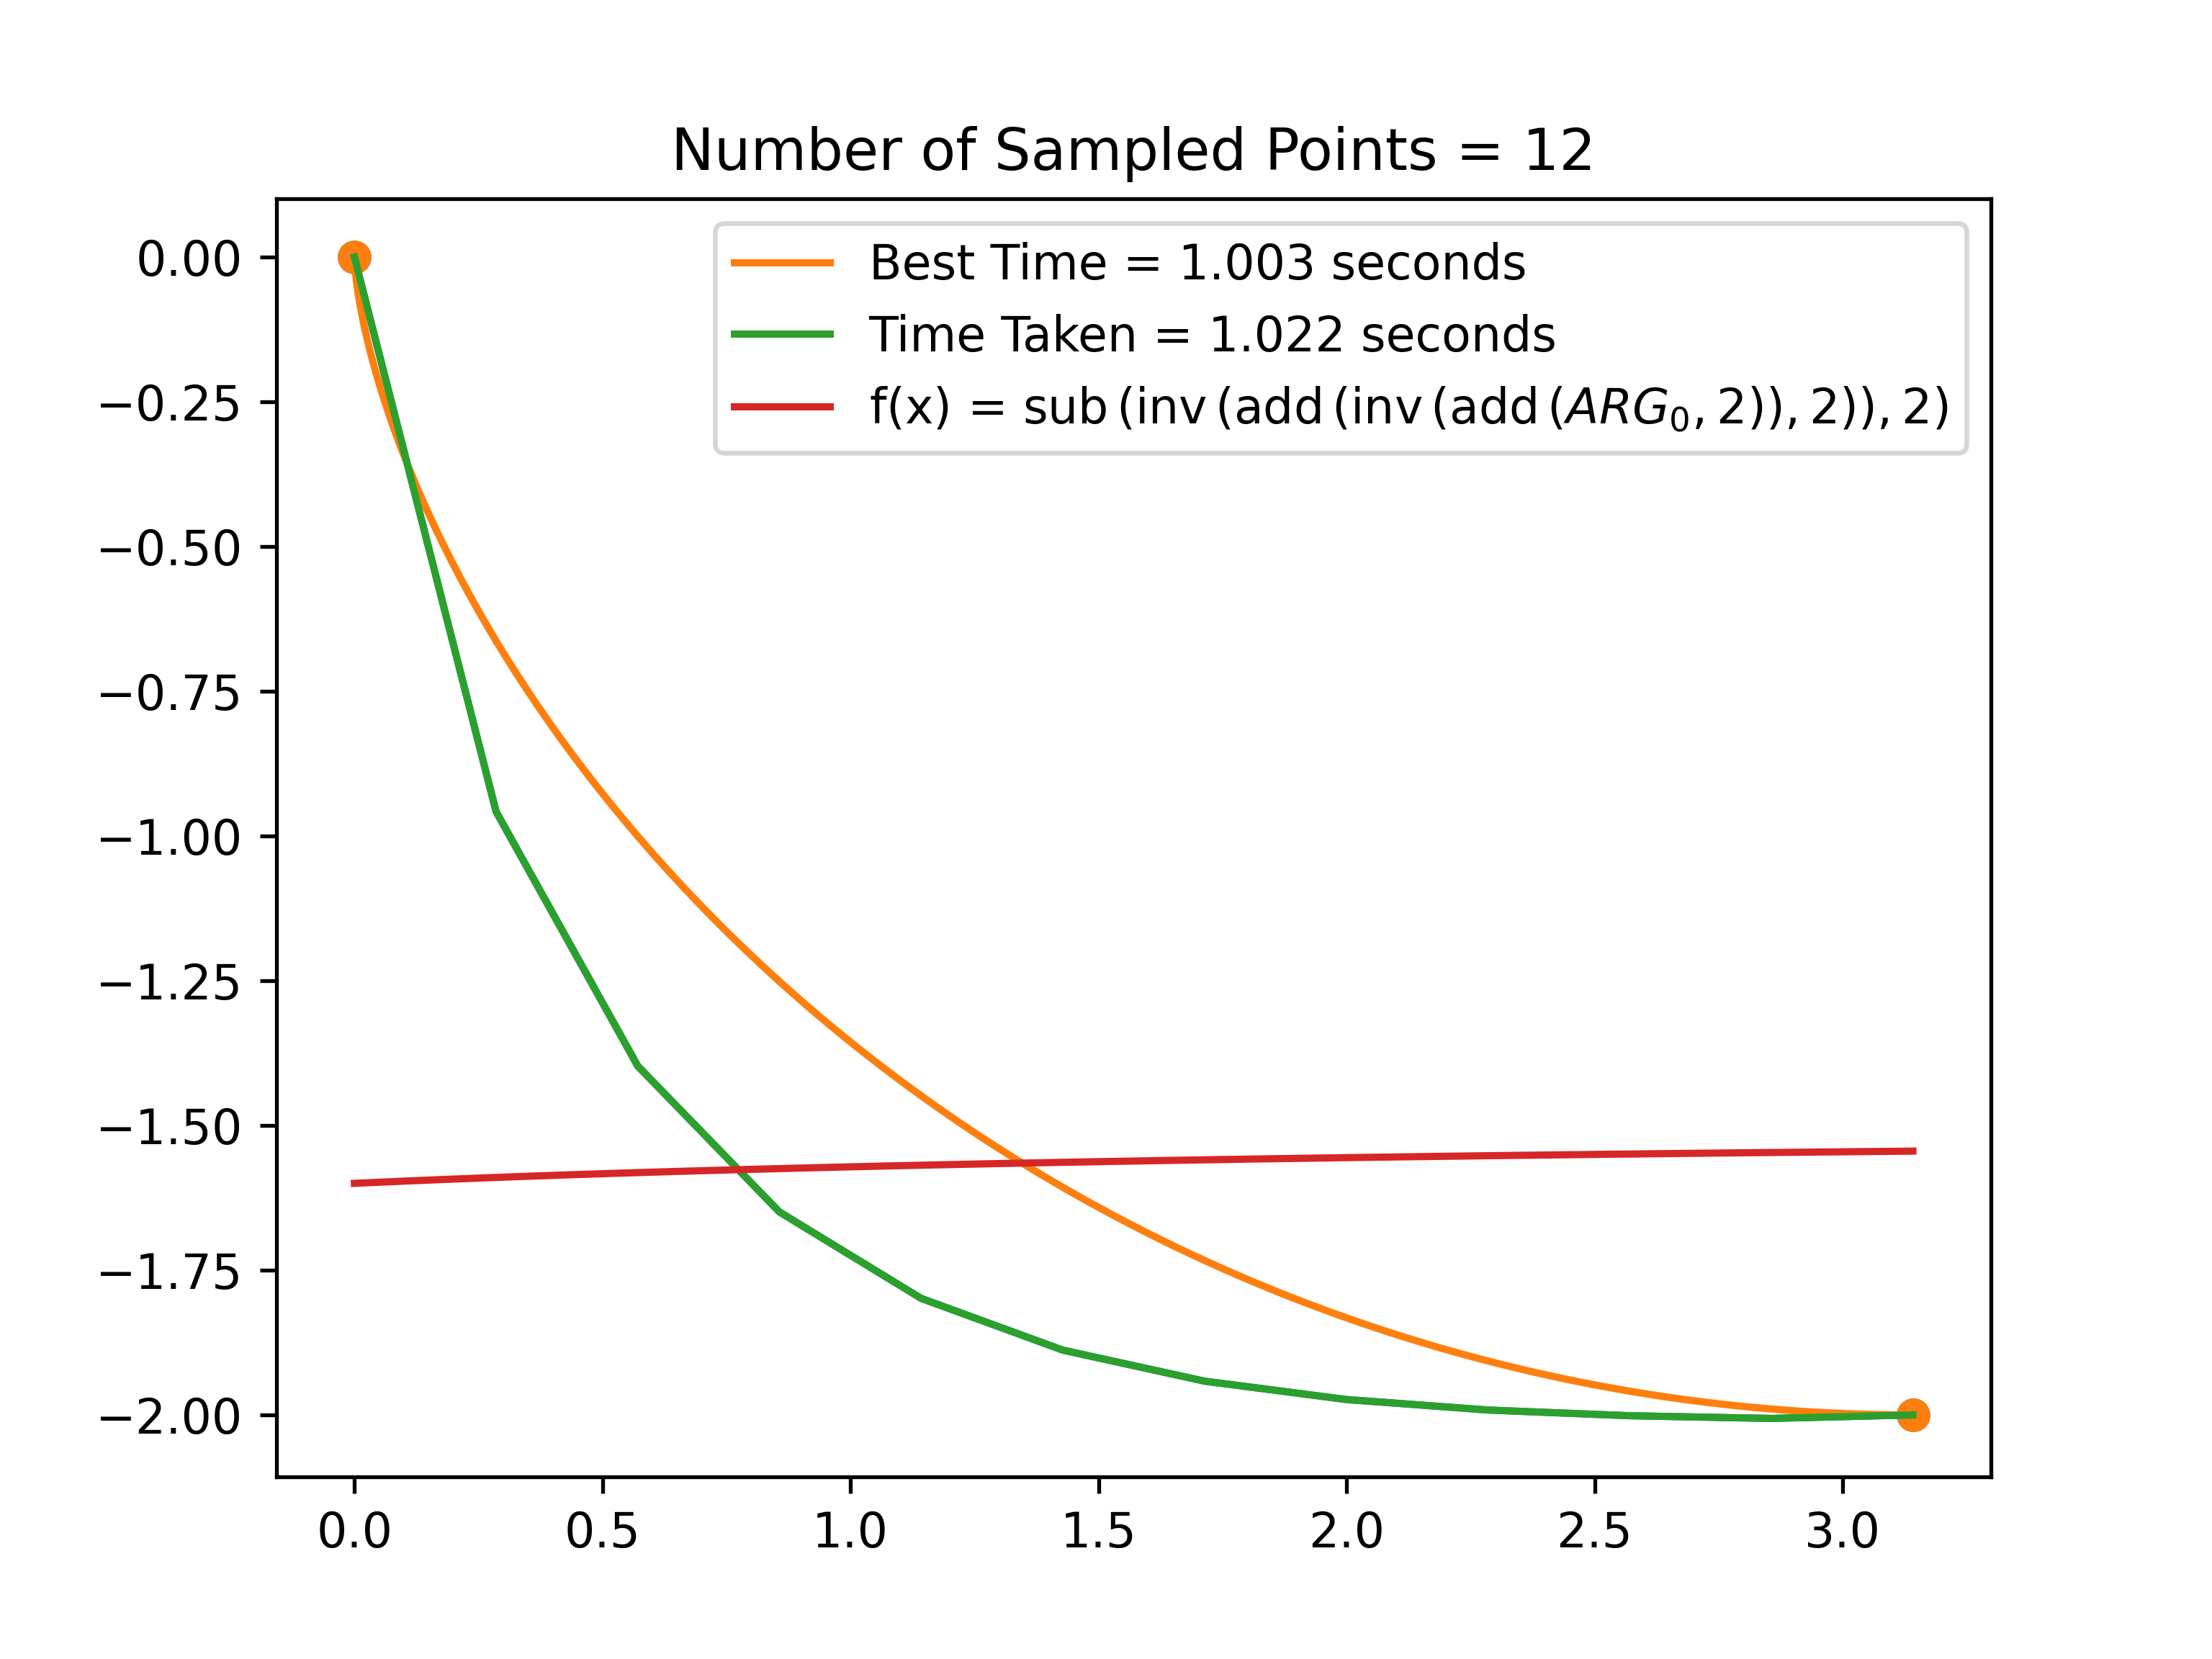 Number of Sampled Points = 12
Best Time = 1.003 seconds
Time Taken = 1.022 seconds
f(x) = sub(inv(add(inv(add(ARG₀, 2)), 2)), 2)
0.00
−0.25
−0.50
−0.75
−1.00
−1.25
−1.50
−1.75
−2.00
0.0 0.5 1.0 1.5 2.0 2.5 3.0